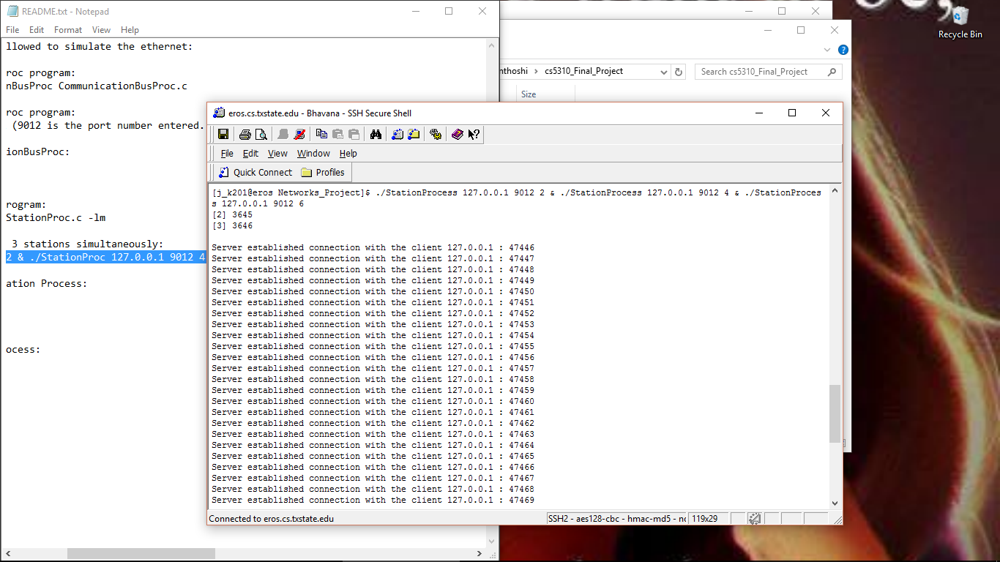 README.txt - Notepad
File Edit Format View Help
llowed to simulate the ethernet:
roc program:
nBusProc CommunicationBusProc.c
roc program:
(9012 is the port number entered.
ionBusProc:
rogram:
StationProc.c -lm
3 stations simultaneously:
2 & ./StationProc 127.0.0.1 9012 4
ation Process:
ocess:
Recycle Bin
nthoshi › cs5310_Final_Project
Search cs5310_Final_Project
Size
eros.cs.txstate.edu - Bhavana - SSH Secure Shell
File Edit View Window Help
Quick Connect Profiles
[j_k201@eros Networks_Project]$ ./StationProcess 127.0.0.1 9012 2 & ./StationProcess 127.0.0.1 9012 4 & ./StationProces
s 127.0.0.1 9012 6
[2] 3645
[3] 3646
Server established connection with the client 127.0.0.1 : 47446
Server established connection with the client 127.0.0.1 : 47447
Server established connection with the client 127.0.0.1 : 47448
Server established connection with the client 127.0.0.1 : 47449
Server established connection with the client 127.0.0.1 : 47450
Server established connection with the client 127.0.0.1 : 47451
Server established connection with the client 127.0.0.1 : 47452
Server established connection with the client 127.0.0.1 : 47453
Server established connection with the client 127.0.0.1 : 47454
Server established connection with the client 127.0.0.1 : 47455
Server established connection with the client 127.0.0.1 : 47456
Server established connection with the client 127.0.0.1 : 47457
Server established connection with the client 127.0.0.1 : 47458
Server established connection with the client 127.0.0.1 : 47459
Server established connection with the client 127.0.0.1 : 47460
Server established connection with the client 127.0.0.1 : 47461
Server established connection with the client 127.0.0.1 : 47462
Server established connection with the client 127.0.0.1 : 47463
Server established connection with the client 127.0.0.1 : 47464
Server established connection with the client 127.0.0.1 : 47465
Server established connection with the client 127.0.0.1 : 47466
Server established connection with the client 127.0.0.1 : 47467
Server established connection with the client 127.0.0.1 : 47468
Server established connection with the client 127.0.0.1 : 47469
Connected to eros.cs.txstate.edu
SSH2 - aes128-cbc - hmac-md5 - nc
119x29